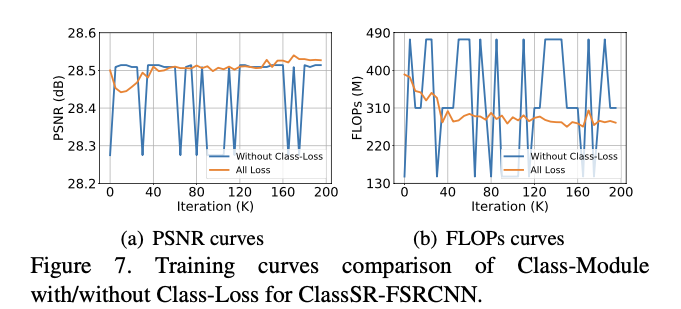 28.6
28.5
28.4
28.3
28.2
PSNR (dB)
0 40 80 120 160 200
Iteration (K)
Without Class-Loss
All Loss
490
400
310
220
130
FLOPs (M)
0 40 80 120 160 200
Iteration (K)
Without Class-Loss
All Loss
(a) PSNR curves
(b) FLOPs curves
Figure 7. Training curves comparison of Class-Module
with/without Class-Loss for ClassSR-FSRCNN.